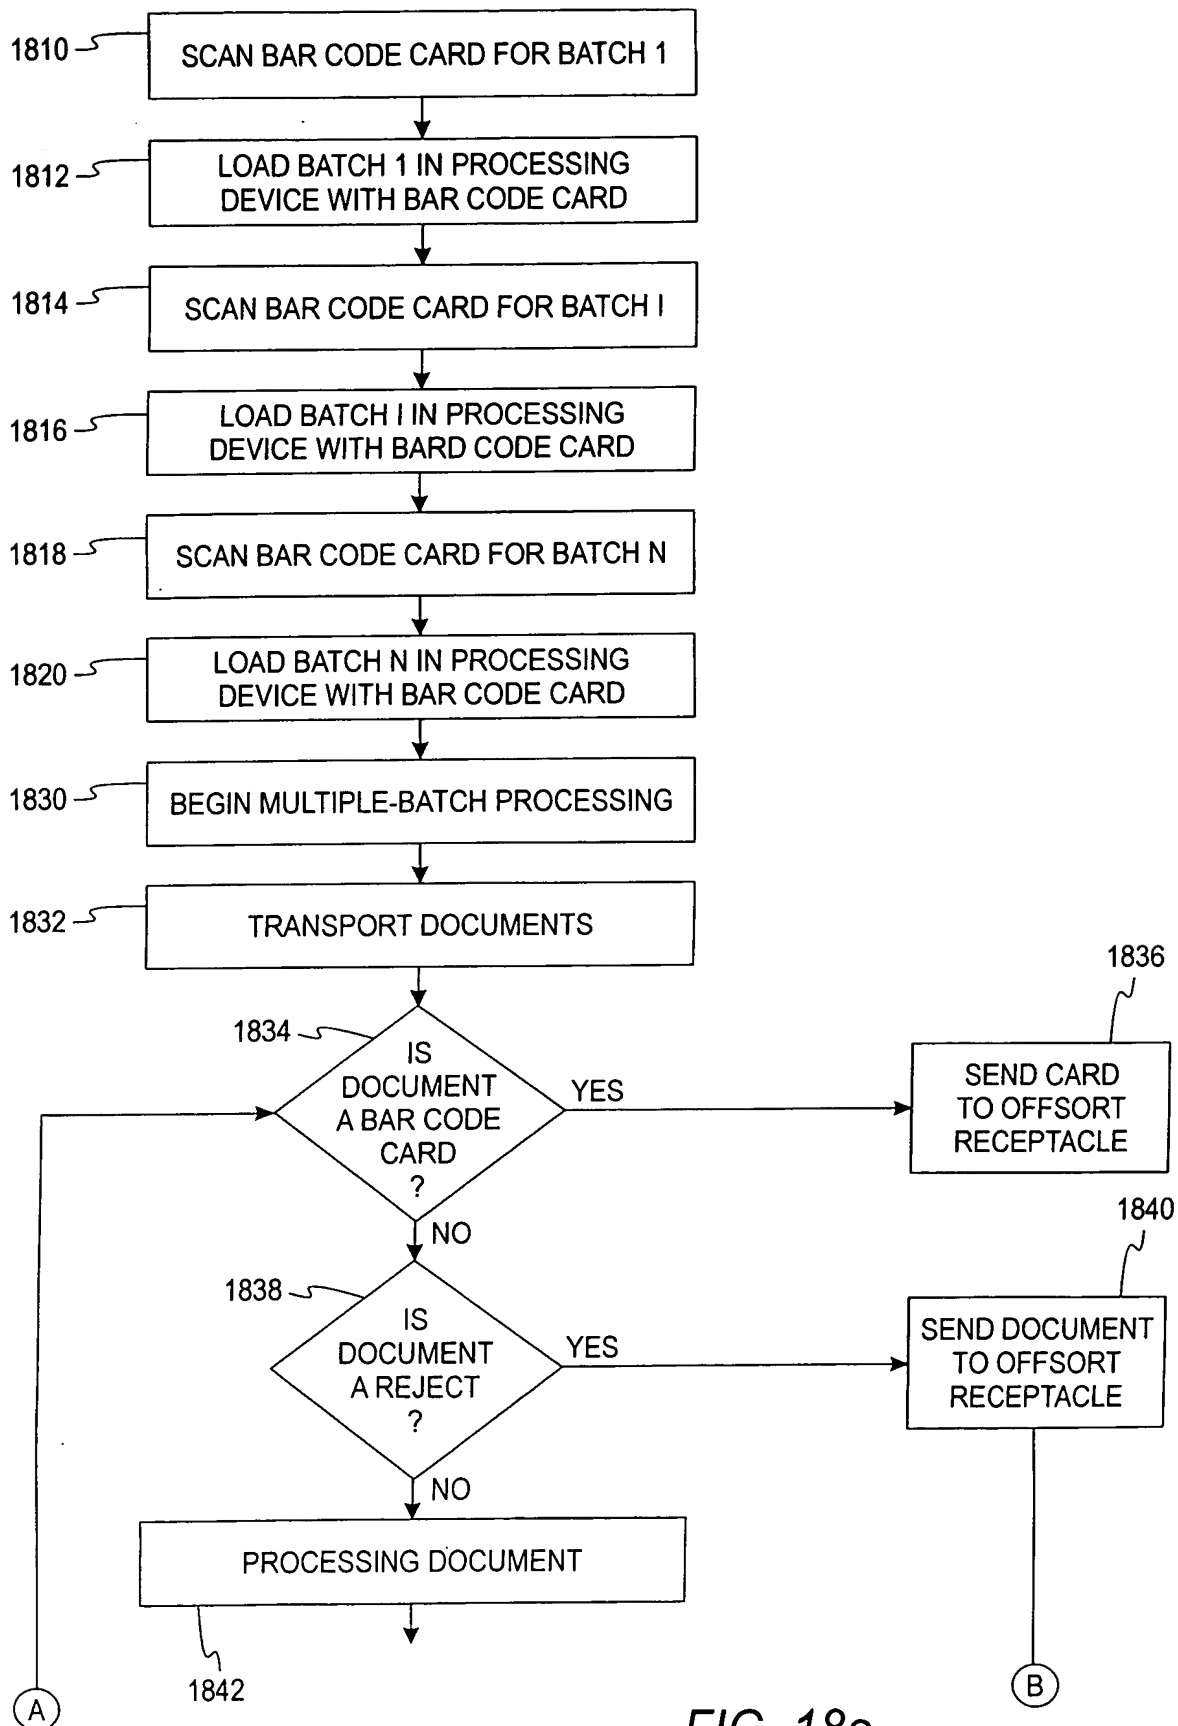 1810
SCAN BAR CODE CARD FOR BATCH 1
1812
LOAD BATCH 1 IN PROCESSING
DEVICE WITH BAR CODE CARD
1814
SCAN BAR CODE CARD FOR BATCH I
1816
LOAD BATCH I IN PROCESSING
DEVICE WITH BARD CODE CARD
1818
SCAN BAR CODE CARD FOR BATCH N
1820
LOAD BATCH N IN PROCESSING
DEVICE WITH BAR CODE CARD
1830
BEGIN MULTIPLE-BATCH PROCESSING
1832
TRANSPORT DOCUMENTS
1834
IS
DOCUMENT
A BAR CODE
CARD
?
YES
1836
SEND CARD
TO OFFSORT
RECEPTACLE
NO
1838
IS
DOCUMENT
A REJECT
?
YES
1840
SEND DOCUMENT
TO OFFSORT
RECEPTACLE
NO
PROCESSING DOCUMENT
1842
A
B